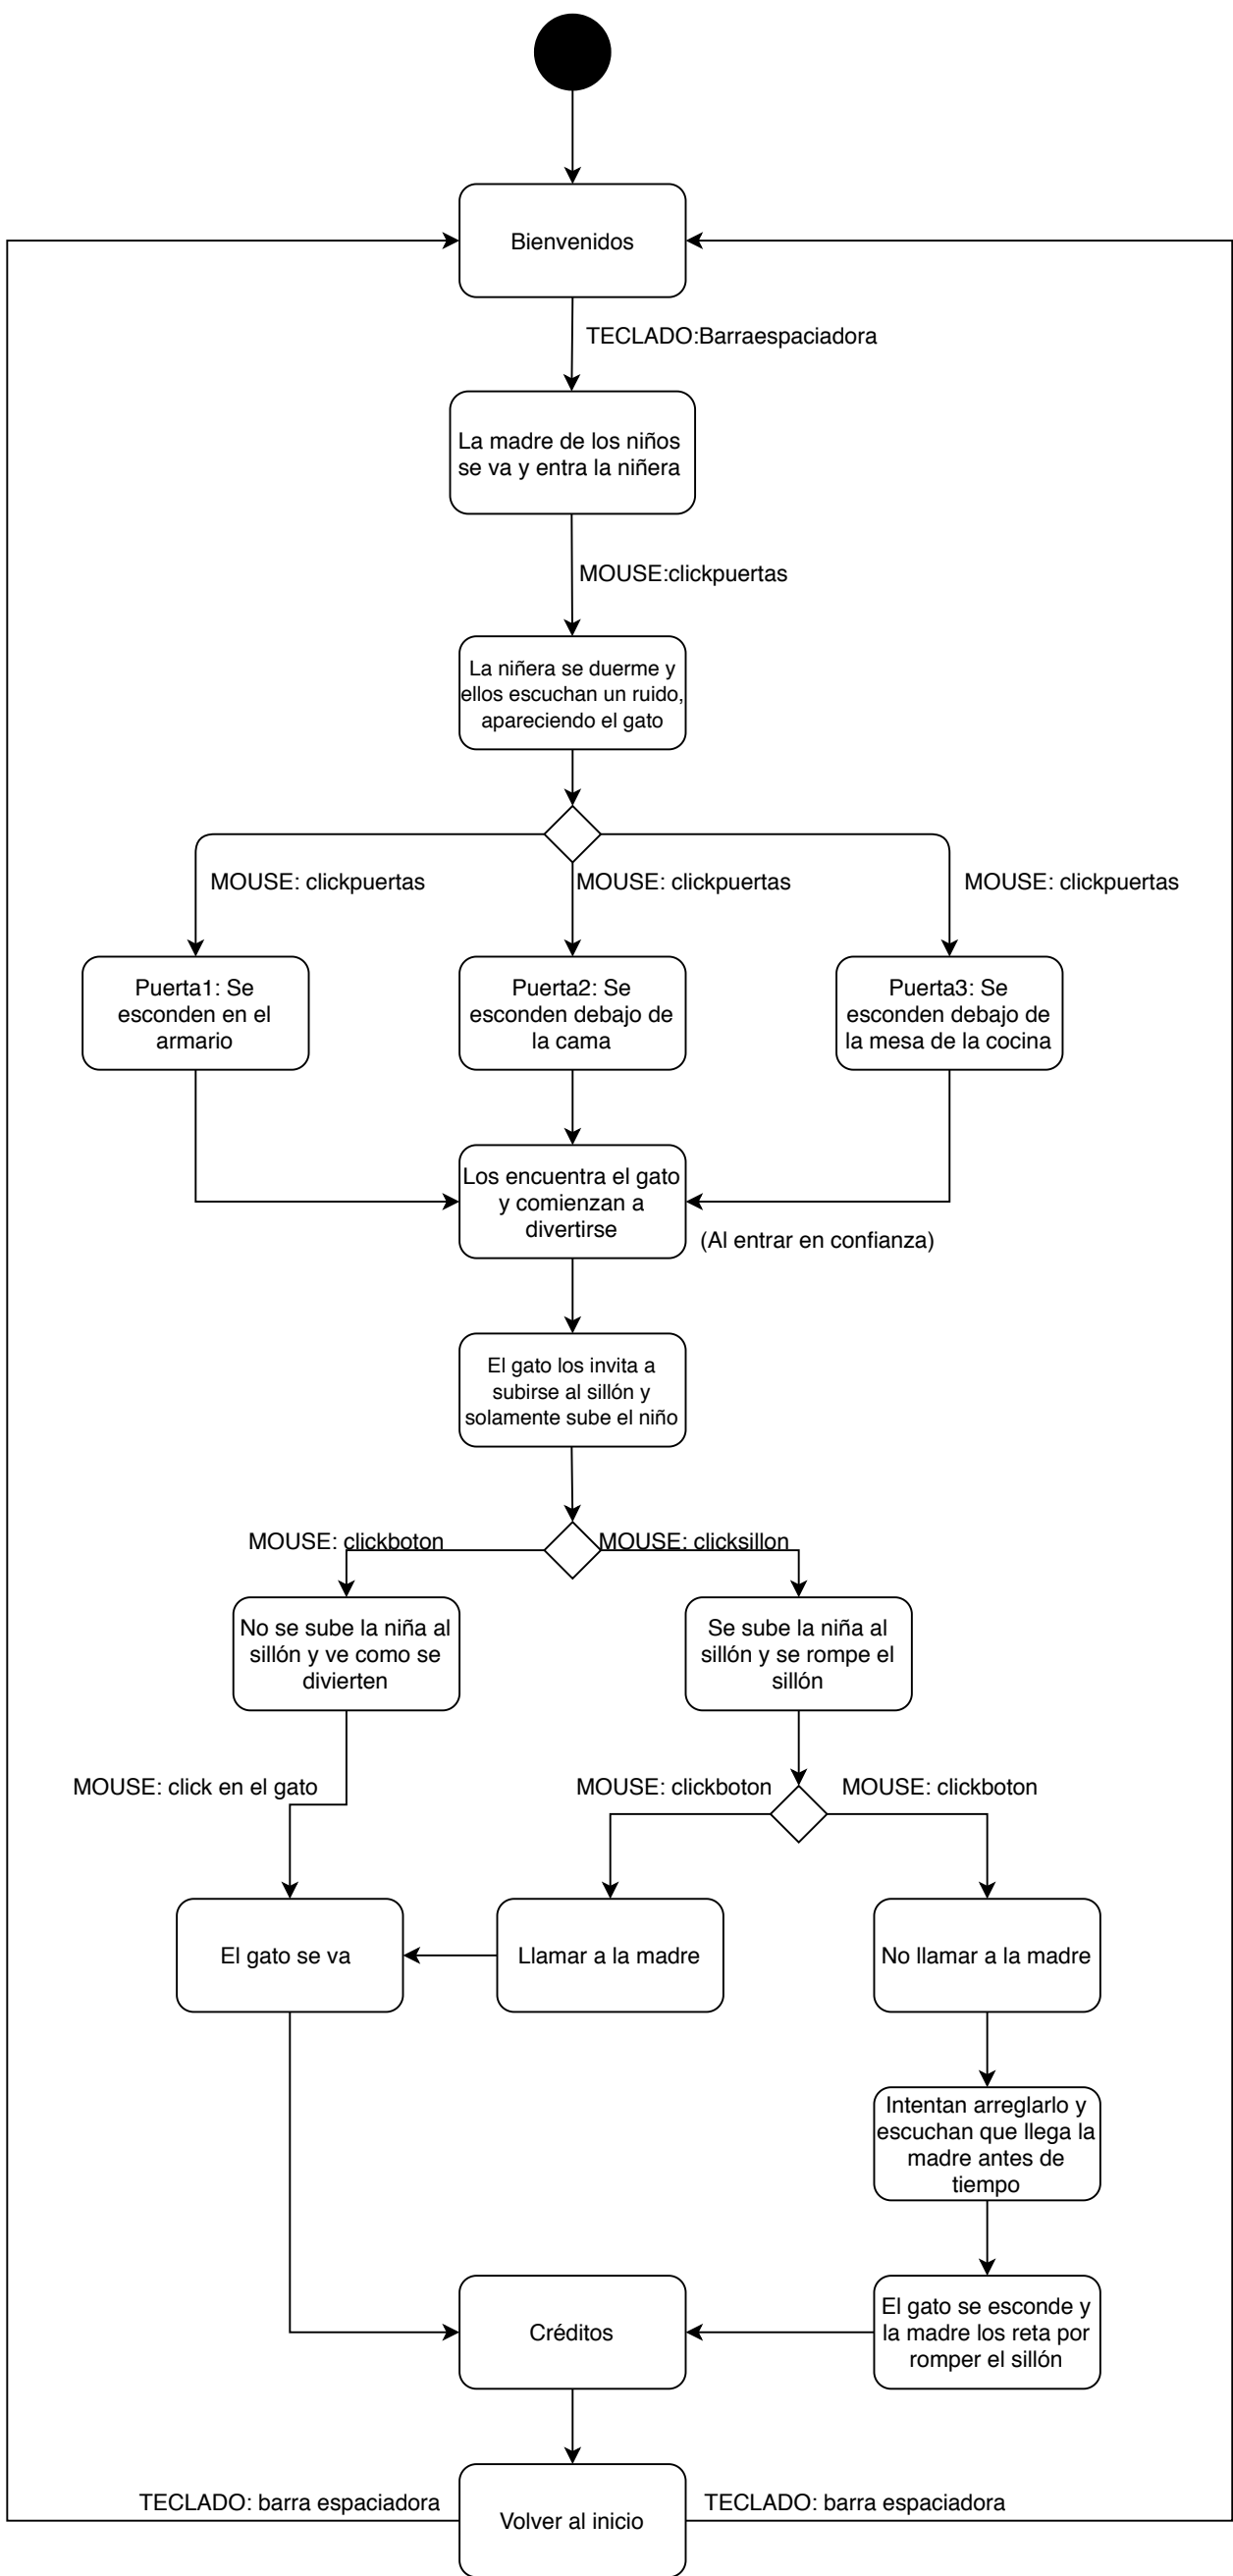 Bienvenidos
TECLADO:Barraespaciadora
La madre de los niños
se va y entra la niñera
MOUSE:clickpuertas
La niñera se duerme y
ellos escuchan un ruido,
apareciendo el gato
MOUSE: clickpuertas
MOUSE: clickpuertas
MOUSE: clickpuertas
Puerta1: Se
esconden en el
armario
Puerta2: Se
esconden debajo de
la cama
Puerta3: Se
esconden debajo de
la mesa de la cocina
Los encuentra el gato
y comienzan a
divertirse
(Al entrar en confianza)
El gato los invita a
subirse al sillón y
solamente sube el niño
MOUSE: clickboton
MOUSE: clicksillon
No se sube la niña al
sillón y ve como se
divierten
Se sube la niña al
sillón y se rompe el
sillón
MOUSE: click en el gato
MOUSE: clickboton
MOUSE: clickboton
El gato se va
Llamar a la madre
No llamar a la madre
Intentan arreglarlo y
escuchan que llega la
madre antes de
tiempo
Créditos
El gato se esconde y
la madre los reta por
romper el sillón
TECLADO: barra espaciadora
Volver al inicio
TECLADO: barra espaciadora